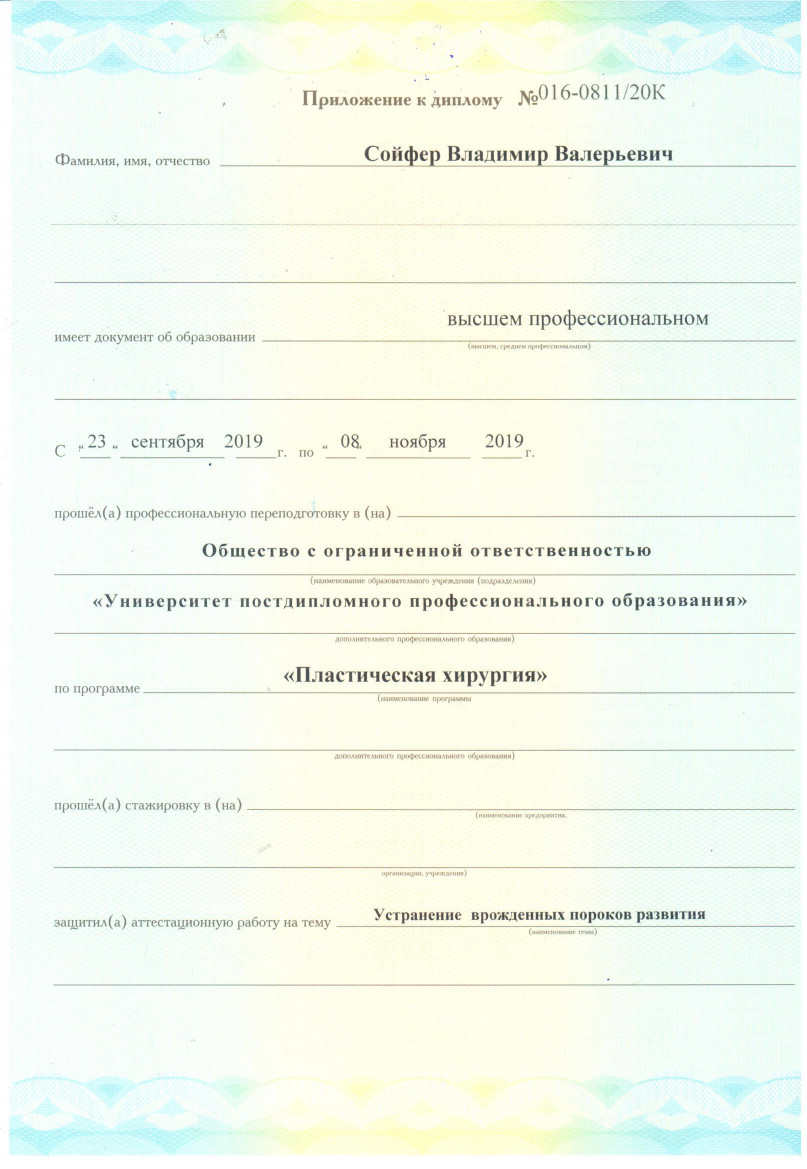 Приложение к диплому №016-0811/20К
Фамилия, имя, отчество Сойфер Владимир Валерьевич
имеет документ об образовании высшем профессиональном
(высшем, среднем профессиональном)
С „23“ сентября 2019 г. по „08“ ноября 2019 г.
прошёл(а) профессиональную переподготовку в (на)
Общество с ограниченной ответственностью
(наименование образовательного учреждения (подразделения)
«Университет постдипломного профессионального образования»
дополнительного профессионального образования)
по программе «Пластическая хирургия»
(наименование программы
дополнительного профессионального образования)
прошёл(а) стажировку в (на)
(наименование предприятия,
организации, учреждения)
защитил(а) аттестационную работу на тему Устранение врожденных пороков развития
(наименование темы)